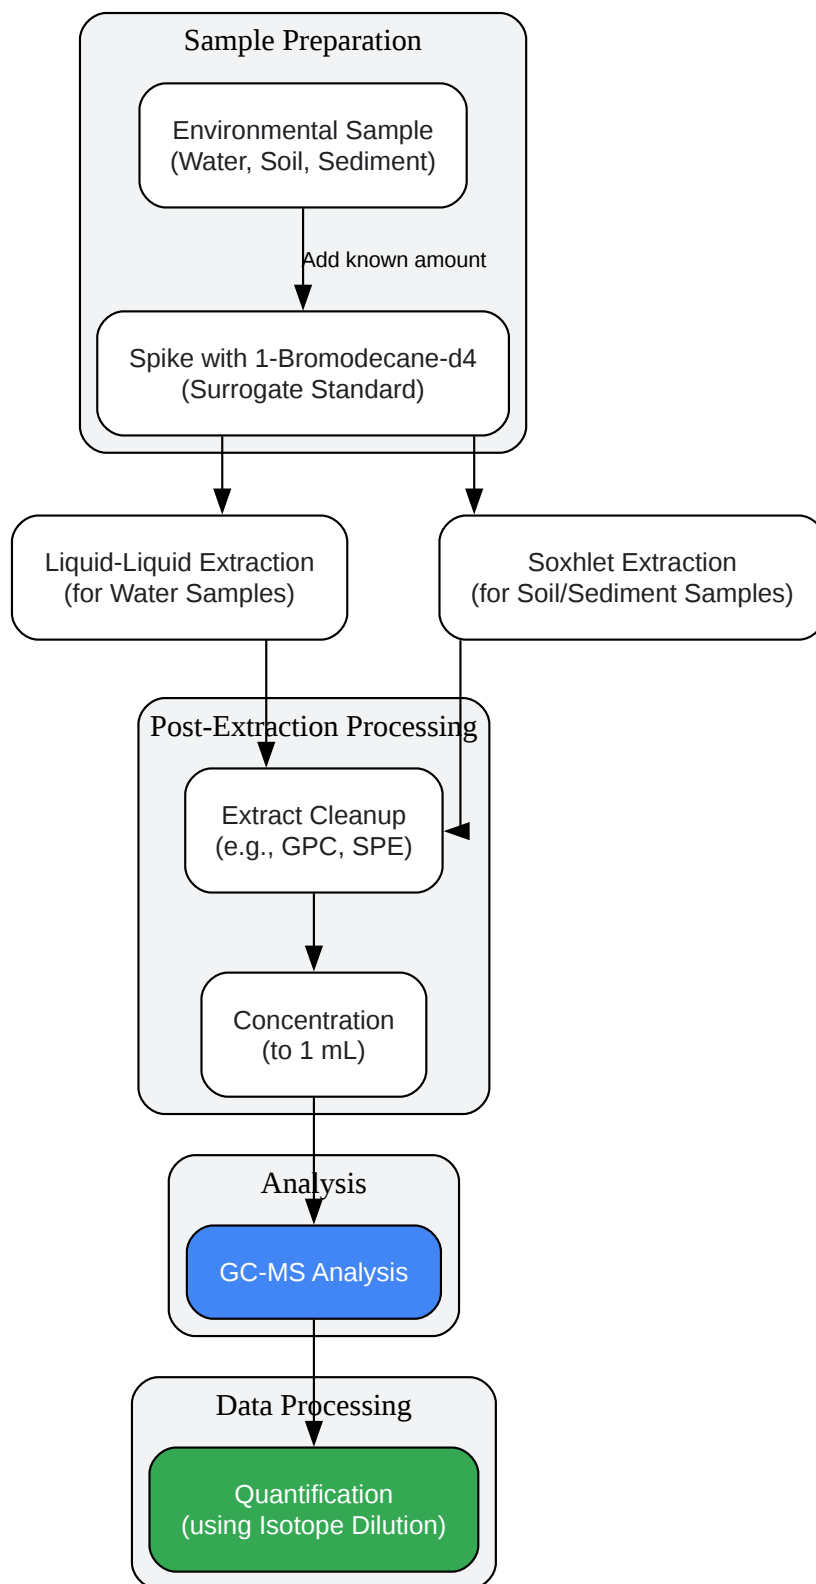 Sample Preparation
Environmental Sample
(Water, Soil, Sediment)
Add known amount
Spike with 1-Bromodecane-d4
(Surrogate Standard)
Liquid-Liquid Extraction
(for Water Samples)
Soxhlet Extraction
(for Soil/Sediment Samples)
Post-Extraction Processing
Extract Cleanup
(e.g., GPC, SPE)
Concentration
(to 1 mL)
Analysis
GC-MS Analysis
Data Processing
Quantification
(using Isotope Dilution)